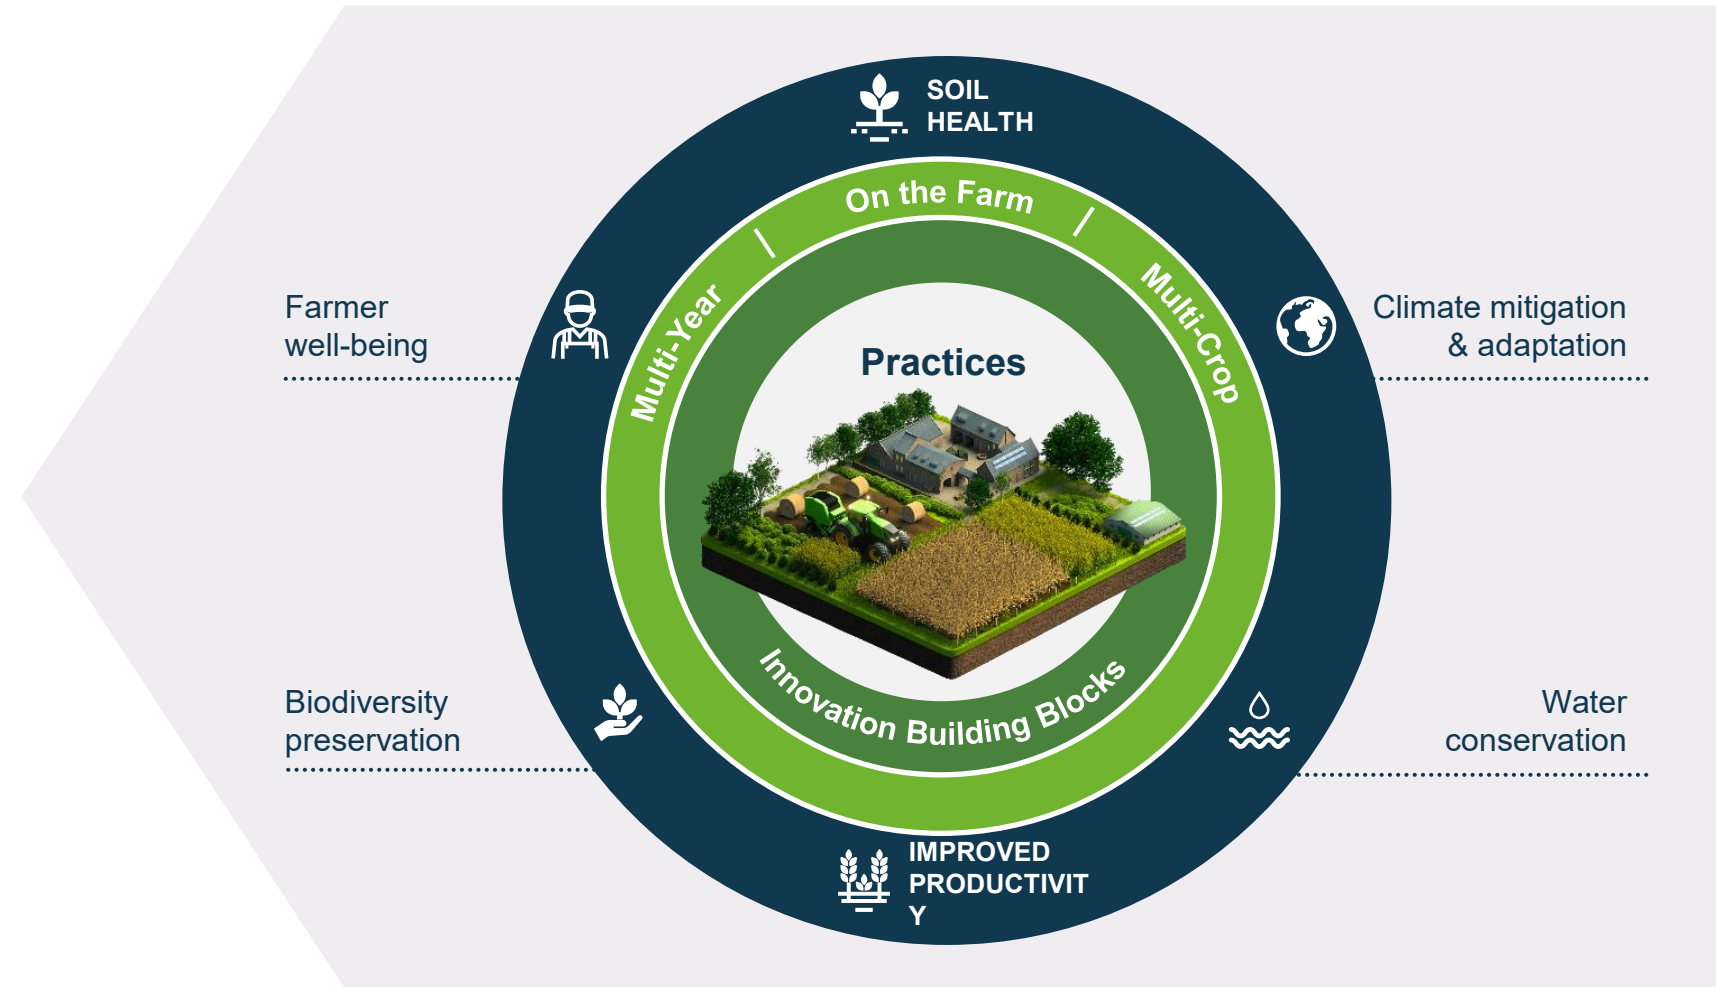 SOIL
HEALTH
On the Farm
|
|
Multi-Year
Multi-Crop
Farmer
well-being
Climate mitigation
& adaptation
Practices
Biodiversity
preservation
Water
conservation
Innovation Building Blocks
IMPROVED
PRODUCTIVIT
Y